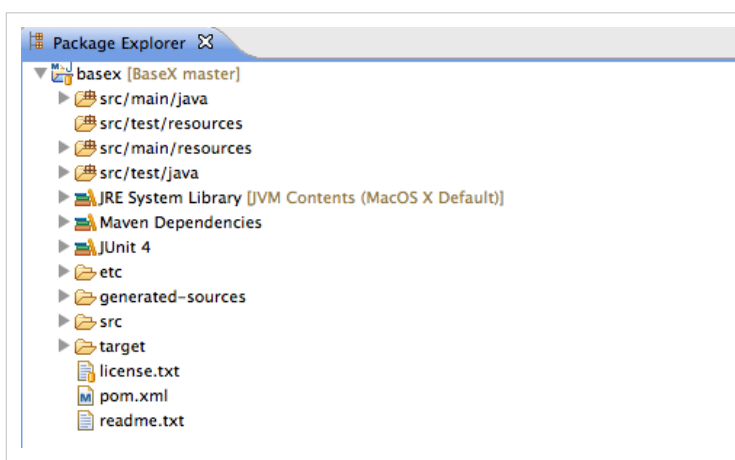 Package Explorer
basex [BaseX master]
src/main/java
src/test/resources
src/main/resources
src/test/java
JRE System Library [JVM Contents (MacOS X Default)]
Maven Dependencies
JUnit 4
etc
generated-sources
src
target
license.txt
pom.xml
readme.txt